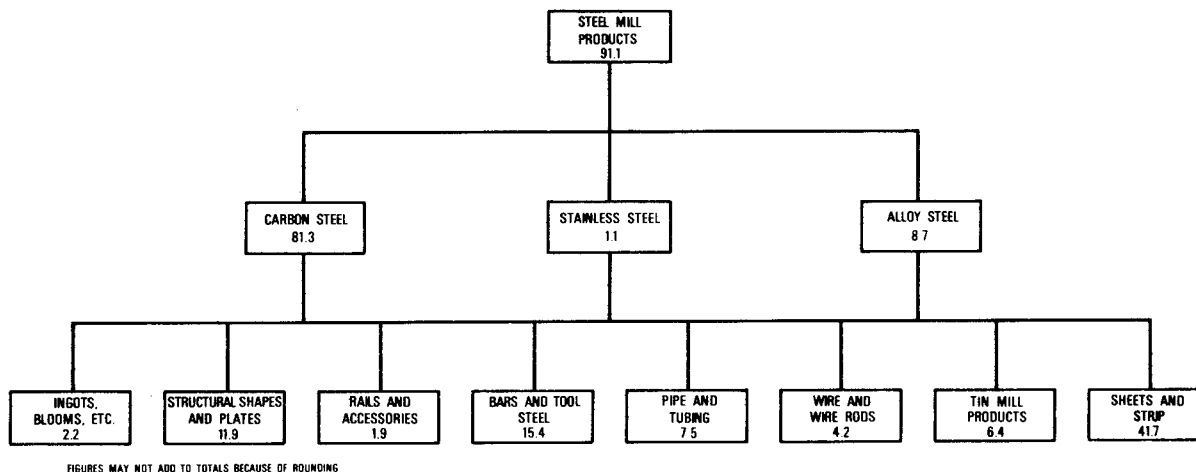 STEEL MILL
PRODUCTS
91.1
CARBON STEEL
81.3
STAINLESS STEEL
1.1
ALLOY STEEL
8 7
INGOTS,
BLOOMS, ETC.
2.2
STRUCTURAL SHAPES
AND PLATES
11.9
RAILS AND
ACCESSORIES
1.9
BARS AND TOOL
STEEL
15.4
PIPE AND
TUBING
7 5
WIRE AND
WIRE RODS
4.2
TIN MILL
PRODUCTS
6.4
SHEETS AND
STRIP
41.7
FIGURES MAY NOT ADD TO TOTALS BECAUSE OF ROUNDING